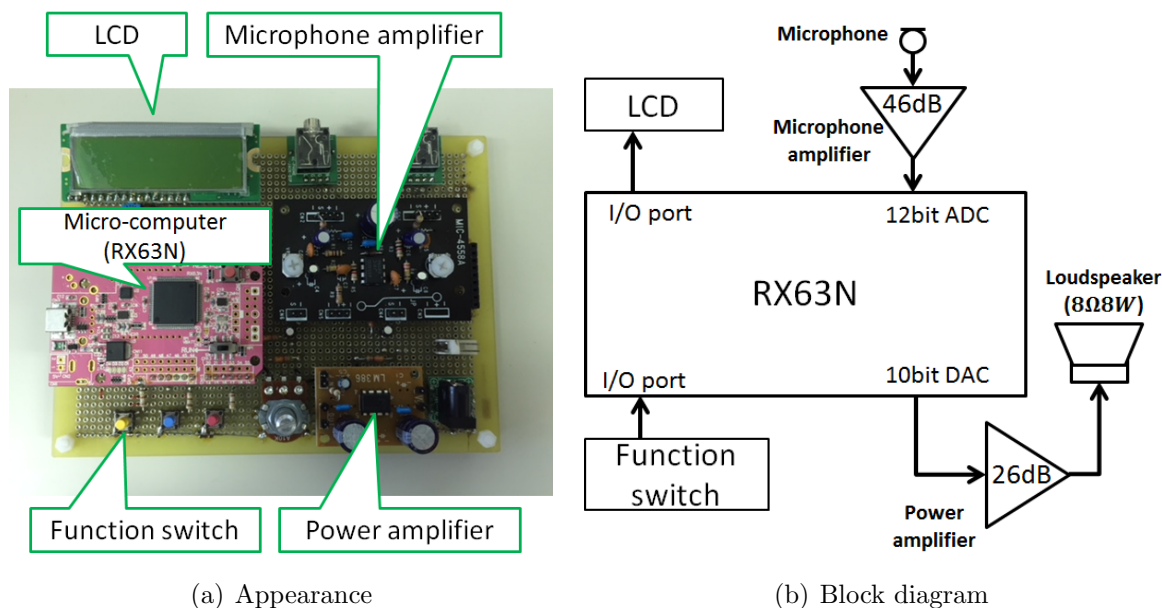 LCD
Microphone amplifier
Micro-computer
(RX63N)
MIC-4558A
LM386
Function switch
Power amplifier
(a) Appearance
Microphone
46dB
LCD
Microphone
amplifier
I/O port
12bit ADC
RX63N
Loudspeaker
(8Ω8W)
I/O port
10bit DAC
Function
switch
26dB
Power
amplifier
(b) Block diagram